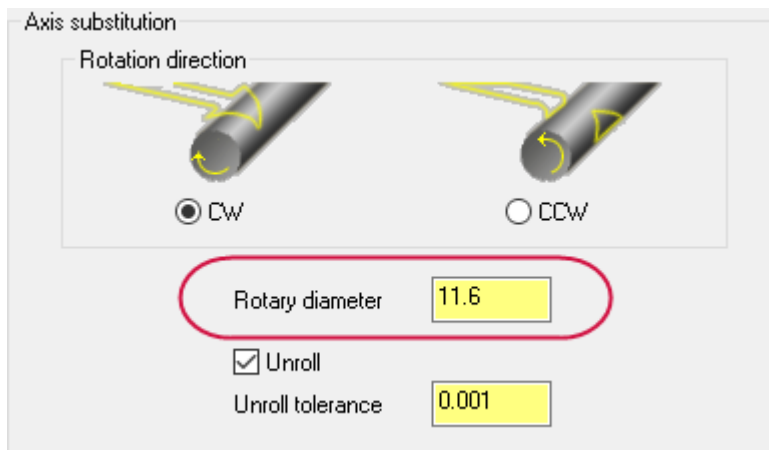 Axis substitution
Rotation direction
CW
CCW
Rotary diameter 11.6
Unroll
Unroll tolerance 0.001